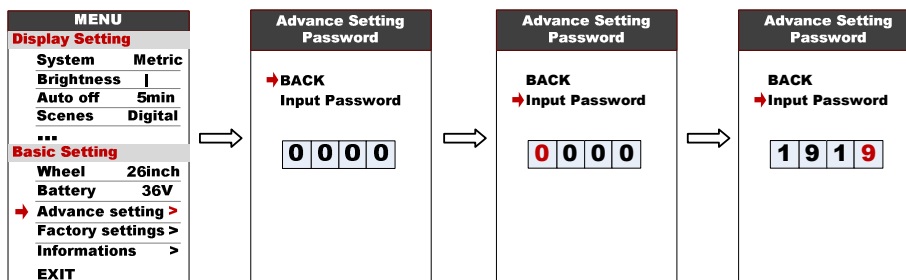 MENU
Display Setting
System Metric
Brightness |
Auto off 5min
Scenes Digital
...
Basic Setting
Wheel 26inch
Battery 36V
Advance setting >
Factory settings >
Informations >
EXIT
Advance Setting
Password
BACK
Input Password
0 0 0 0
Advance Setting
Password
BACK
Input Password
0 0 0 0
Advance Setting
Password
BACK
Input Password
1 9 1 9